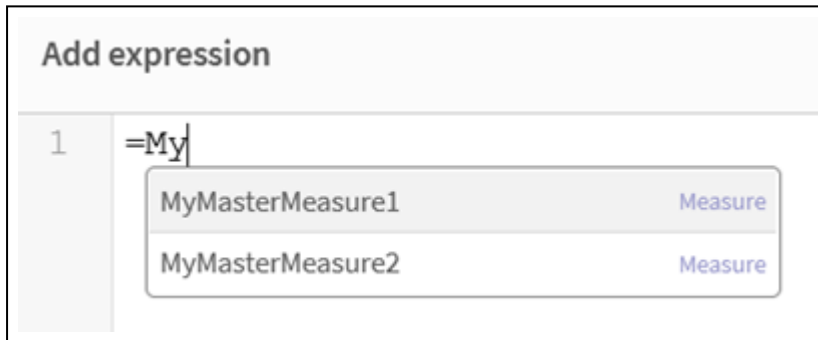 Add expression
1 =My
MyMasterMeasure1 Measure
MyMasterMeasure2 Measure